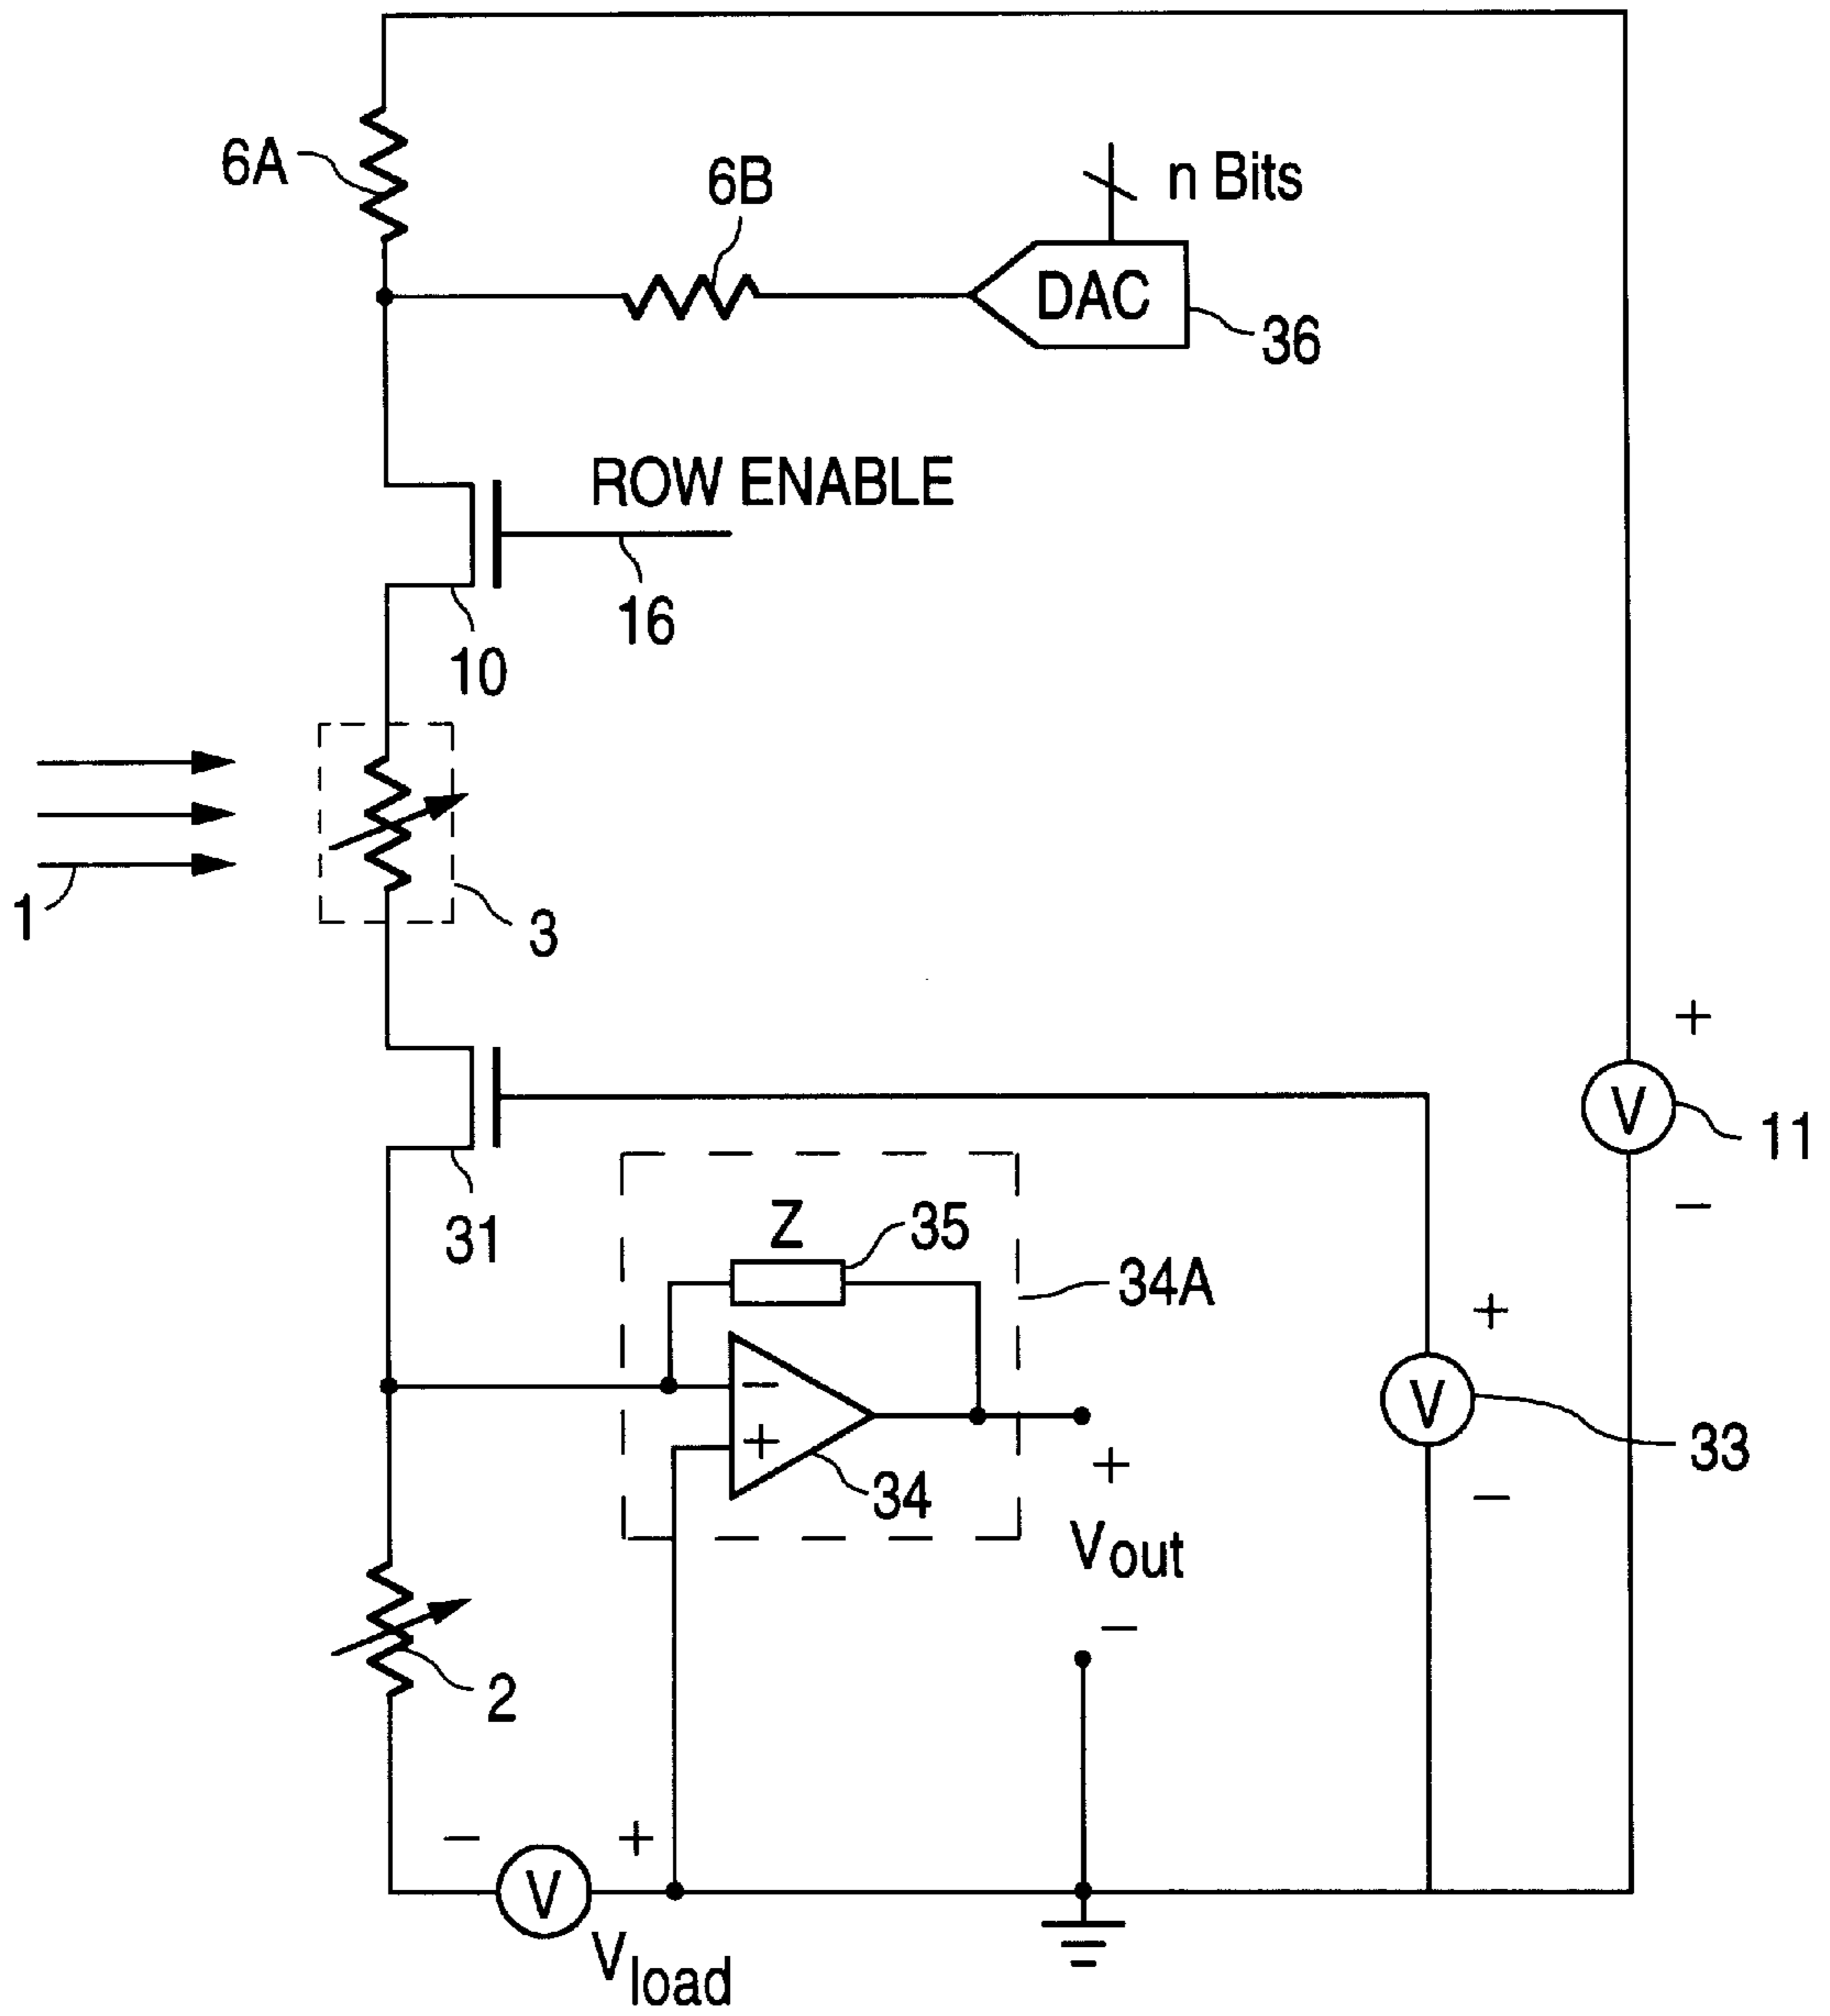 6A
6B
n Bits
DAC
36
ROW ENABLE
16
10
1
3
+
V
11
−
31
Z
35
34A
+
−
V
+
33
34
+
−
Vout
−
2
−
+
V
Vload